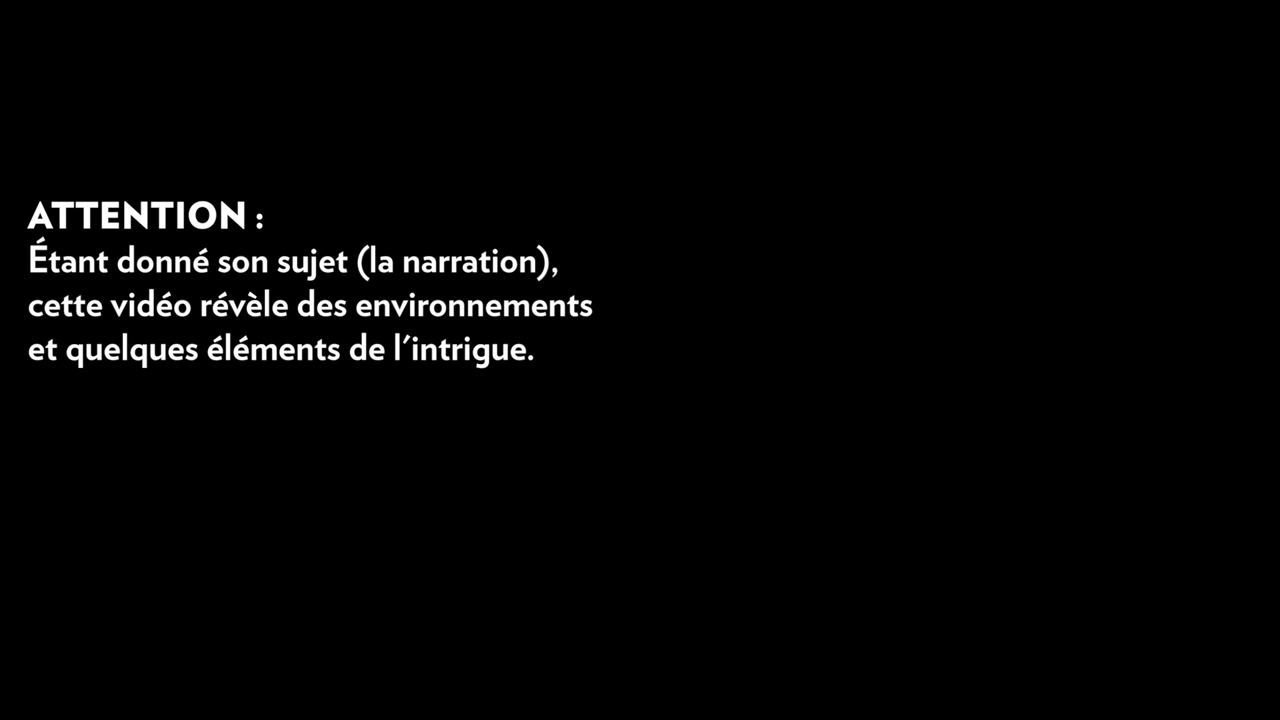 ATTENTION :
Étant donné son sujet (la narration),
cette vidéo révèle des environnements
et quelques éléments de l'intrigue.